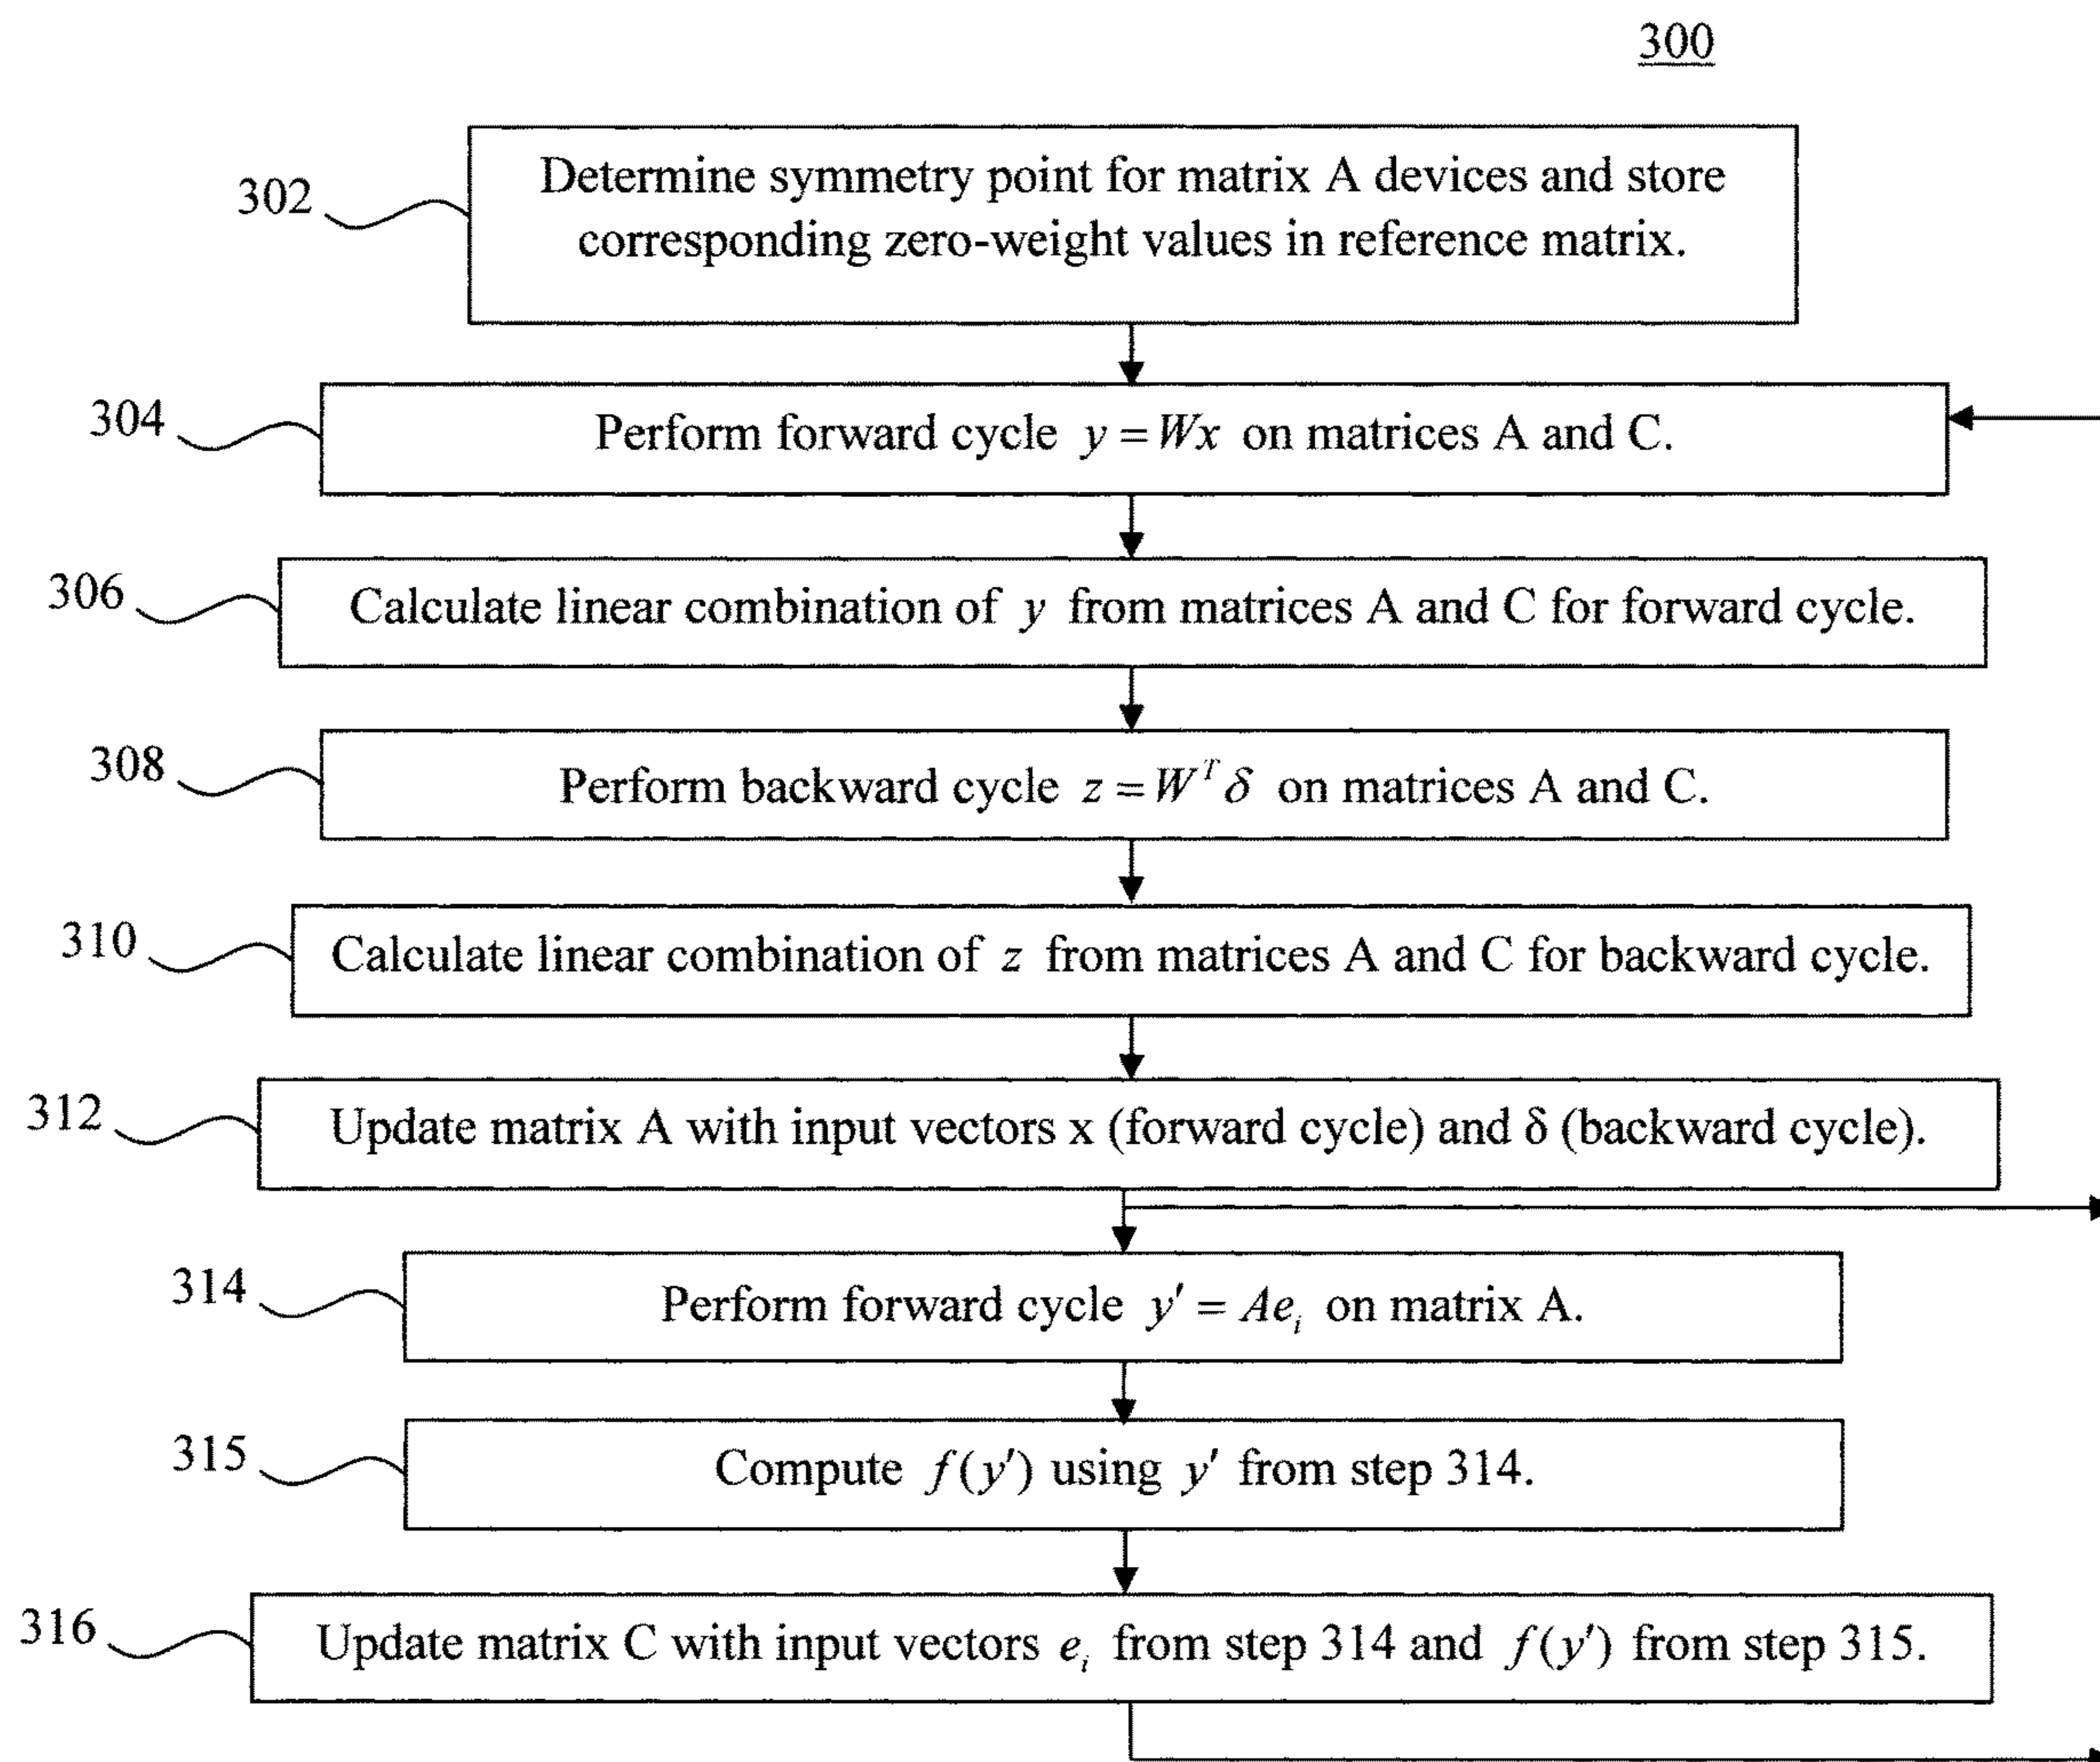 300
302
Determine symmetry point for matrix A devices and store
corresponding zero-weight values in reference matrix.
304
Perform forward cycle y = Wx on matrices A and C.
306
Calculate linear combination of y from matrices A and C for forward cycle.
308
Perform backward cycle z = W^T δ on matrices A and C.
310
Calculate linear combination of z from matrices A and C for backward cycle.
312
Update matrix A with input vectors x (forward cycle) and δ (backward cycle).
314
Perform forward cycle y′ = Ae_i on matrix A.
315
Compute f(y′) using y′ from step 314.
316
Update matrix C with input vectors e_i from step 314 and f(y′) from step 315.